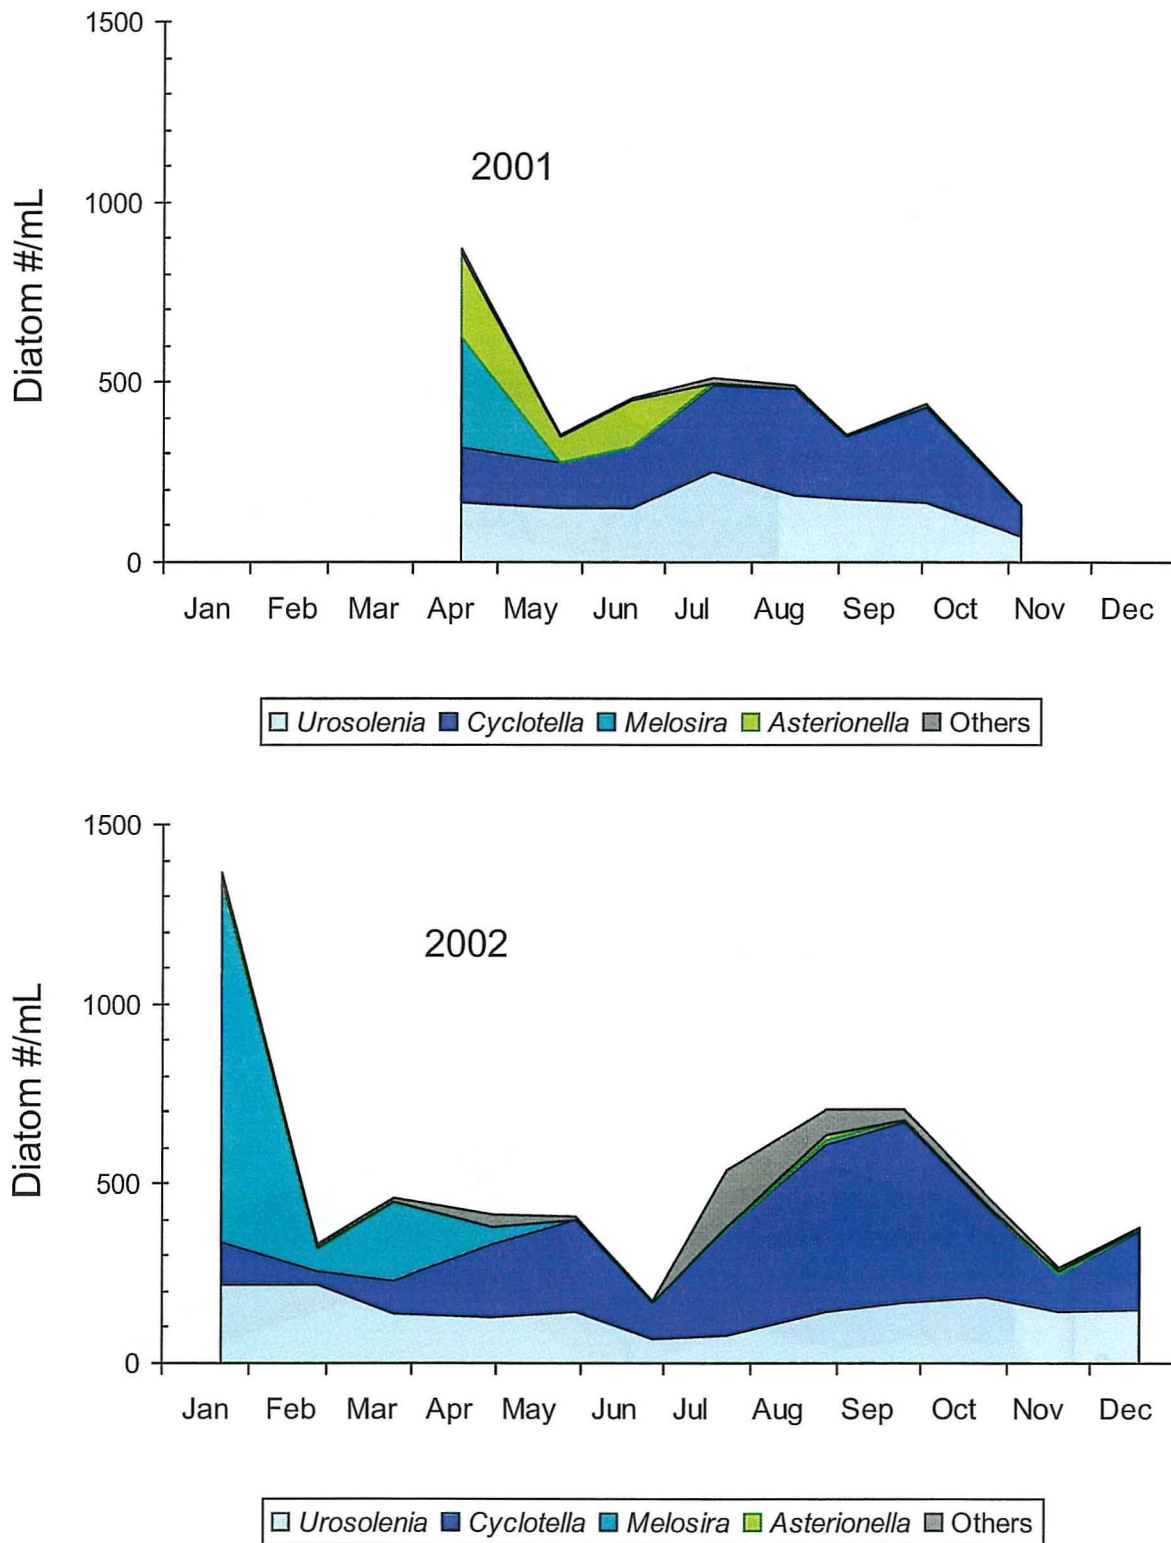 1500
2001
1000
Diatom #/mL
500
0
Jan Feb Mar Apr May Jun Jul Aug Sep Oct Nov Dec
Urosolenia Cyclotella Melosira Asterionella Others
1500
2002
1000
Diatom #/mL
500
0
Jan Feb Mar Apr May Jun Jul Aug Sep Oct Nov Dec
Urosolenia Cyclotella Melosira Asterionella Others